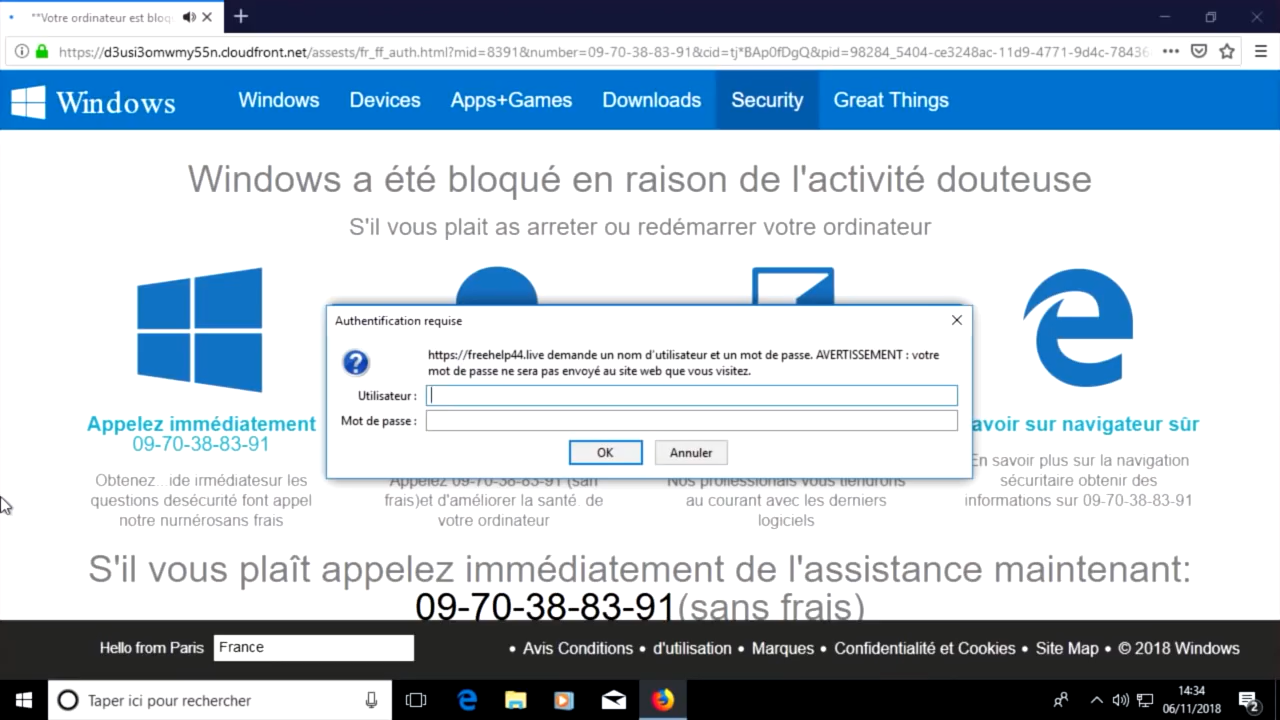 **Votre ordinateur est bloq
https://d3usi3omwmy55n.cloudfront.net/assests/fr_ff_auth.html?mid=8391&number=09-70-38-83-91&cid=tj*BAp0fDgQ&pid=98284_5404-ce3248ac-11d9-4771-9d4c-78436
Windows Windows Devices Apps+Games Downloads Security Great Things
Windows a été bloqué en raison de l'activité douteuse
S'il vous plait as arreter ou redémarrer votre ordinateur
Authentification requise
https://freehelp44.live demande un nom d'utilisateur et un mot de passe. AVERTISSEMENT : votre
mot de passe ne sera pas envoyé au site web que vous visitez.
Utilisateur :
Mot de passe :
OK Annuler
Appelez immédiatement
09-70-38-83-91
Obtenez...ide irmédiatesur les
questions desécurité font appel
notre numérosans frais
Appelez 09-70-38-83-91 (san
frais)et d'améliorer la santé de
votre ordinateur
Nos professionals vous tiendrons
au courant avec les derniers
logiciels
avoir sur navigateur sûr
En savoir plus sur la navigation
sécuritaire obtenir des
informations sur 09-70-38-83-91
S'il vous plaît appelez immédiatement de l'assistance maintenant:
09-70-38-83-91(sans frais)
Hello from Paris France • Avis Conditions • d'utilisation • Marques • Confidentialité et Cookies • Site Map • © 2018 Windows
Taper ici pour rechercher
14:34
06/11/2018
2